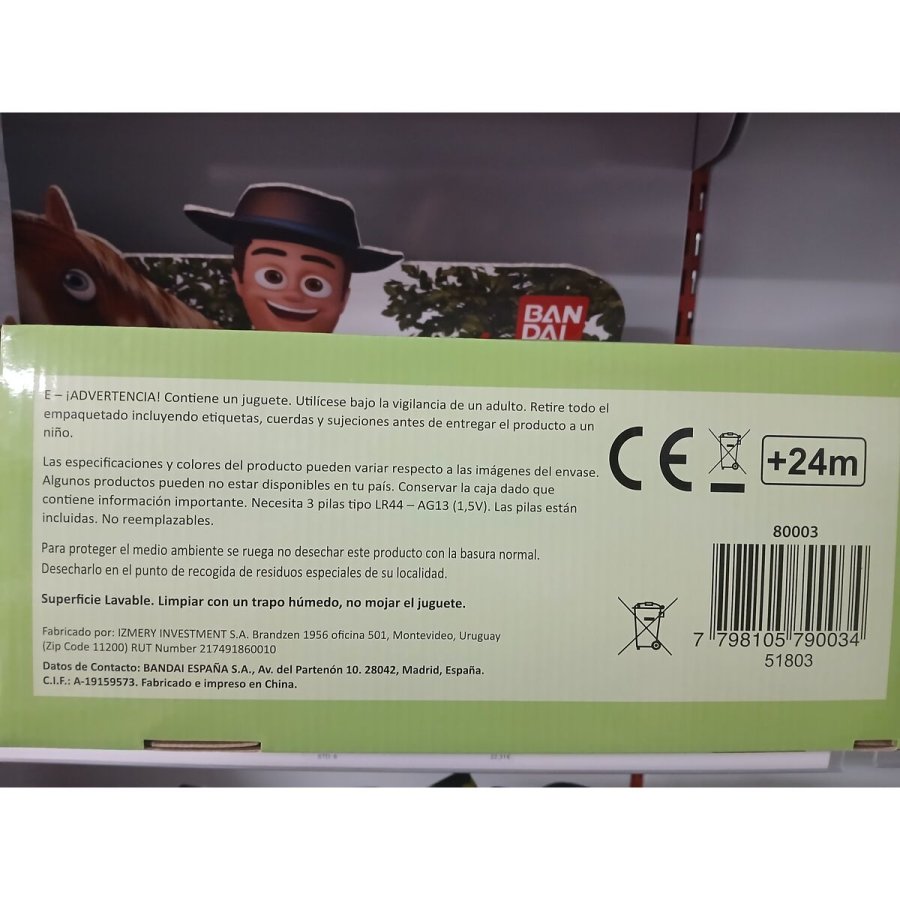 BAN
DAI
E – ¡ADVERTENCIA! Contiene un juguete. Utilícese bajo la vigilancia de un adulto. Retire todo el
empaquetado incluyendo etiquetas, cuerdas y sujeciones antes de entregar el producto a un
niño.
Las especificaciones y colores del producto pueden variar respecto a las imágenes del envase.
Algunos productos pueden no estar disponibles en tu país. Conservar la caja dado que
contiene información importante. Necesita 3 pilas tipo LR44 – AG13 (1,5V). Las pilas están
incluidas. No reemplazables.
Para proteger el medio ambiente se ruega no desechar este producto con la basura normal.
Desecharlo en el punto de recogida de residuos especiales de su localidad.
Superficie Lavable. Limpiar con un trapo húmedo, no mojar el juguete.
Fabricado por: IZMERY INVESTMENT S.A. Brandzen 1956 oficina 501, Montevideo, Uruguay
(Zip Code 11200) RUT Number 217491860010
Datos de Contacto: BANDAI ESPAÑA S.A., Av. del Partenón 10. 28042, Madrid, España.
C.I.F.: A-19159573. Fabricado e impreso en China.
CE
+24m
80003
7 798105 790034
51803